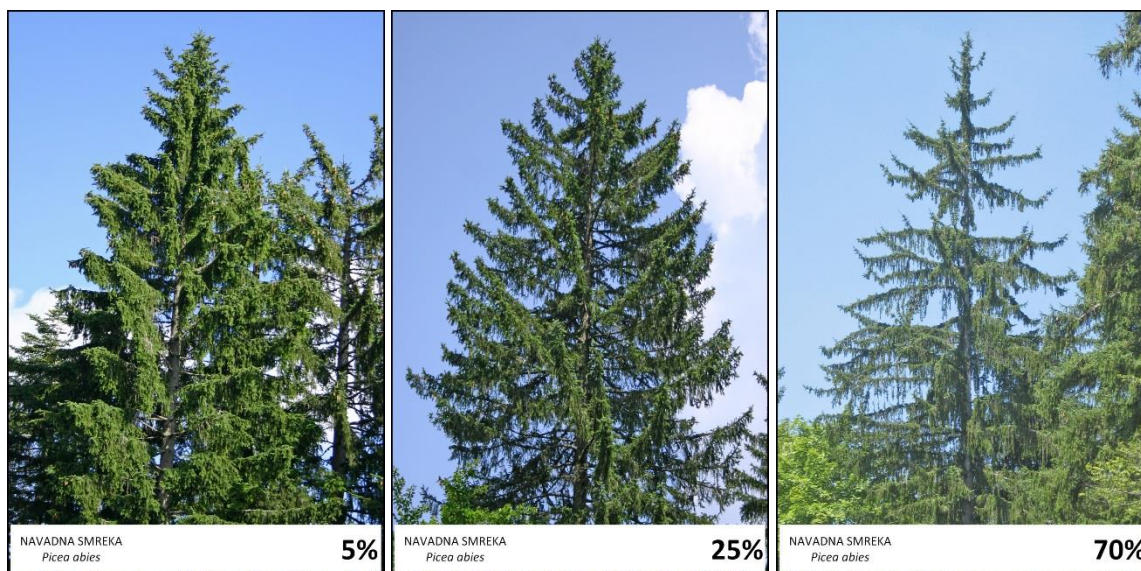 NAVADNA SMREKA
Picea abies
5%
NAVADNA SMREKA
Picea abies
25%
NAVADNA SMREKA
Picea abies
70%